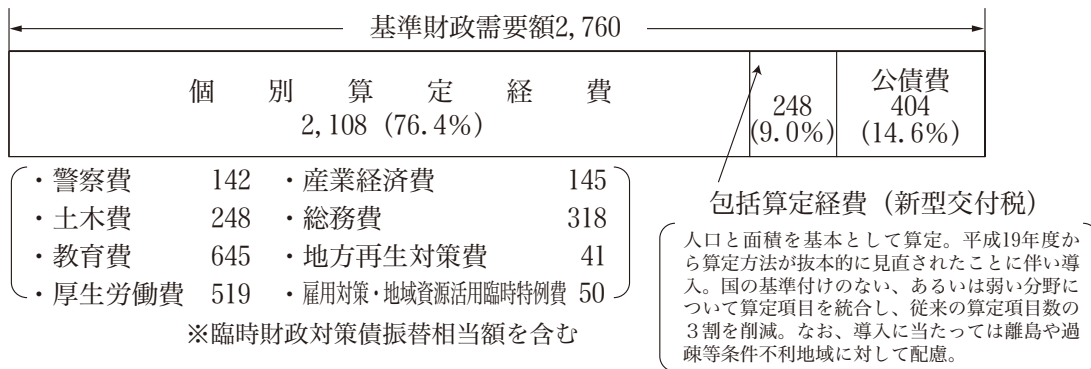 基準財政需要額2,760
個別算定経費
2,108 (76.4%)
248
(9.0%)
公債費
404
(14.6%)
・警察費 142 ・産業経済費 145
・土木費 248 ・総務費 318
・教育費 645 ・地方再生対策費 41
・厚生労働費 519 ・雇用対策・地域資源活用臨時特例費 50
※臨時財政対策債振替相当額を含む
包括算定経費（新型交付税）
人口と面積を基本として算定。平成19年度か
ら算定方法が抜本的に見直されたことに伴い導
入。国の基準付けのない、あるいは弱い分野に
ついて算定項目を統合し、従来の算定項目数の
３割を削減。なお、導入に当たっては離島や過
疎等条件不利地域に対して配慮。